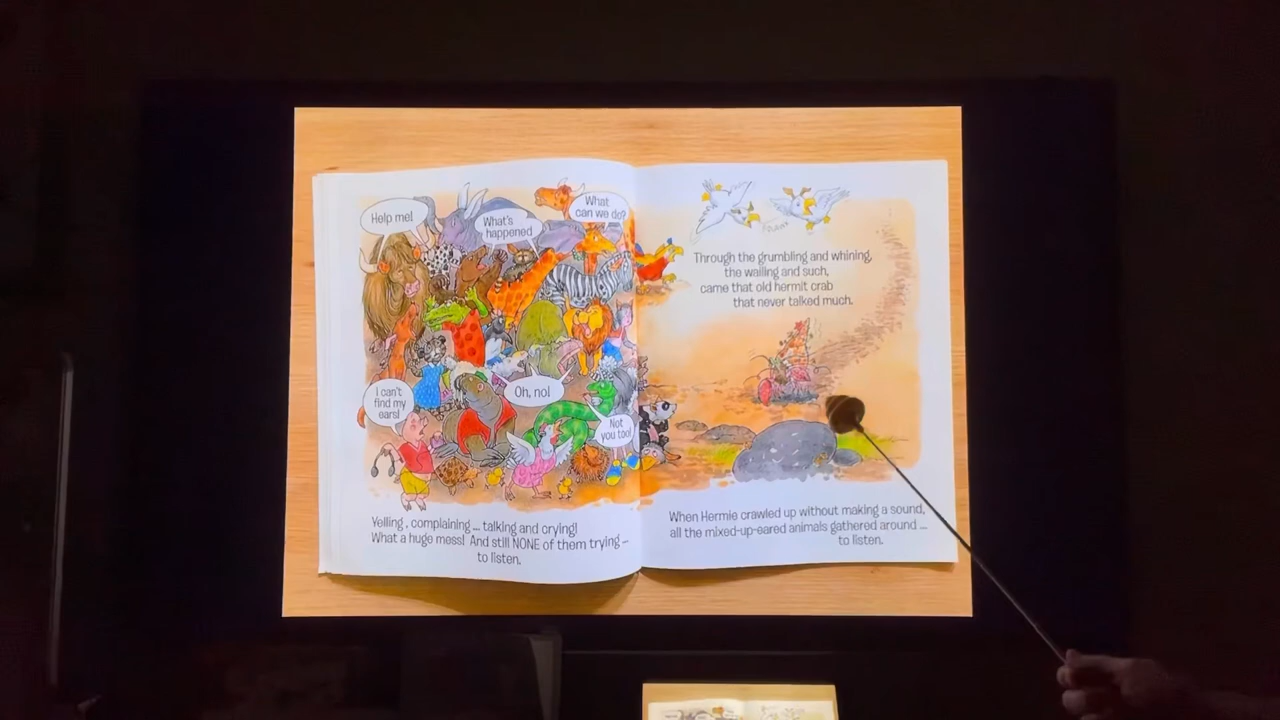 Help me!
What's
happened
What
can we do?
I can't
find my
ears!
Oh, no!
Not
you too!
Yelling, complaining ... talking and crying!
What a huge mess! And still NONE of them trying –
to listen.
Through the grumbling and whining,
the wailing and such,
came that old hermit crab
that never talked much.
When Hermie crawled up without making a sound,
all the mixed-up-eared animals gathered around ...
to listen.